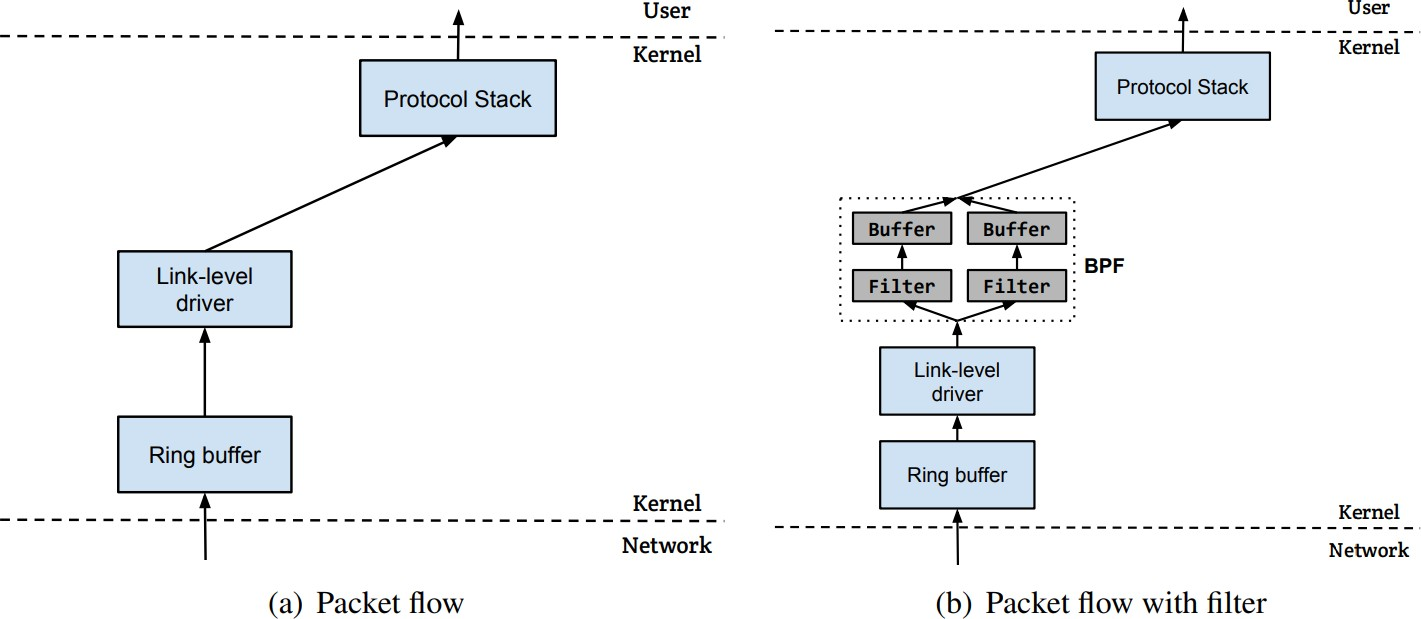 User
Kernel
Protocol Stack
Link-level
driver
Ring buffer
Kernel
Network
(a) Packet flow
User
Kernel
Protocol Stack
Buffer
Buffer
BPF
Filter
Filter
Link-level
driver
Ring buffer
Kernel
Network
(b) Packet flow with filter